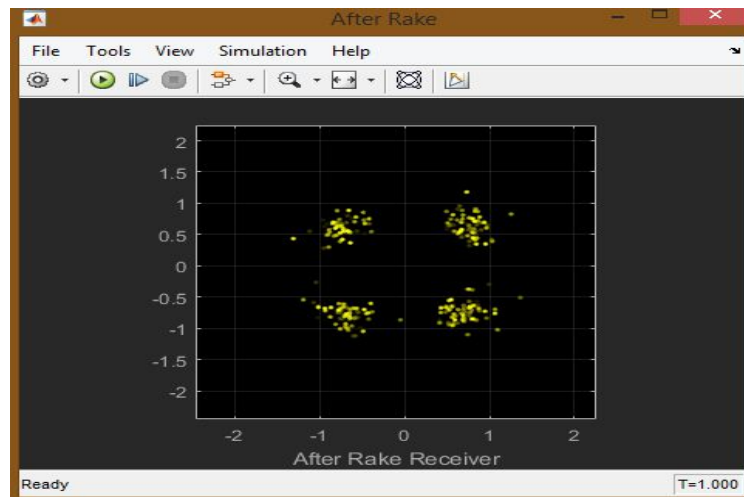 After Rake
File Tools View Simulation Help
2
1.5
1
0.5
0
-0.5
-1
-1.5
-2
-2 -1 0 1 2
After Rake Receiver
Ready T=1.000